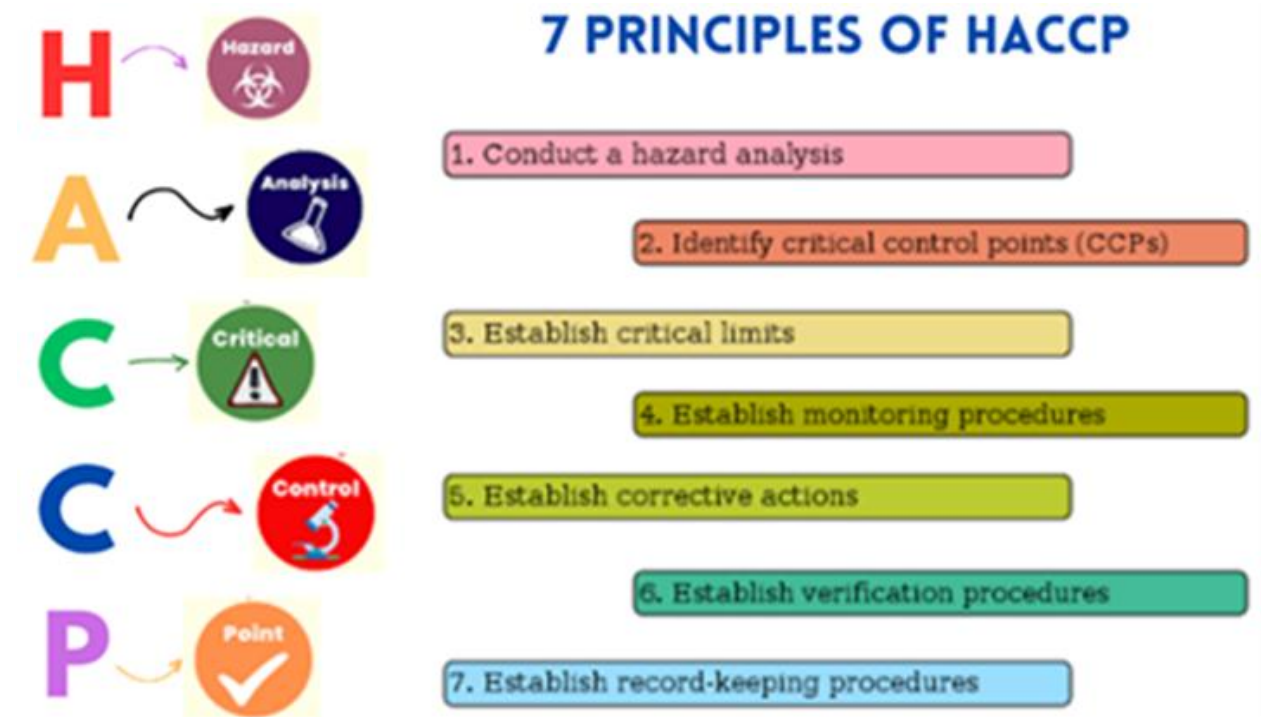 H
Hazard
A
Analysis
C
Critical
C
Control
P
Point
7 PRINCIPLES OF HACCP
1. Conduct a hazard analysis
2. Identify critical control points (CCPs)
3. Establish critical limits
4. Establish monitoring procedures
5. Establish corrective actions
6. Establish verification procedures
7. Establish record-keeping procedures